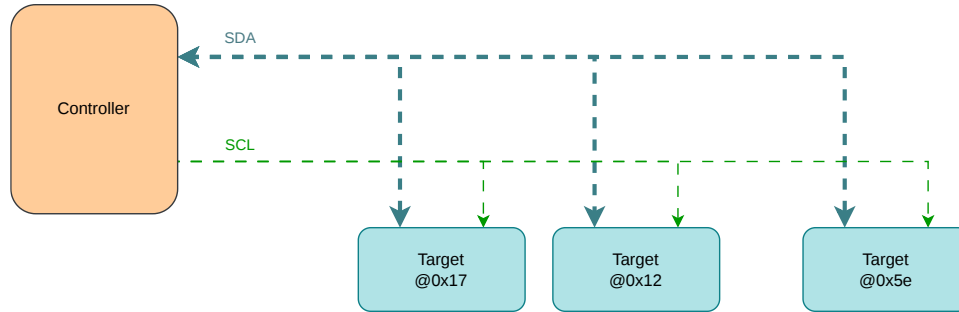 SDA
Controller
SCL
Target
@0x17
Target
@0x12
Target
@0x5e